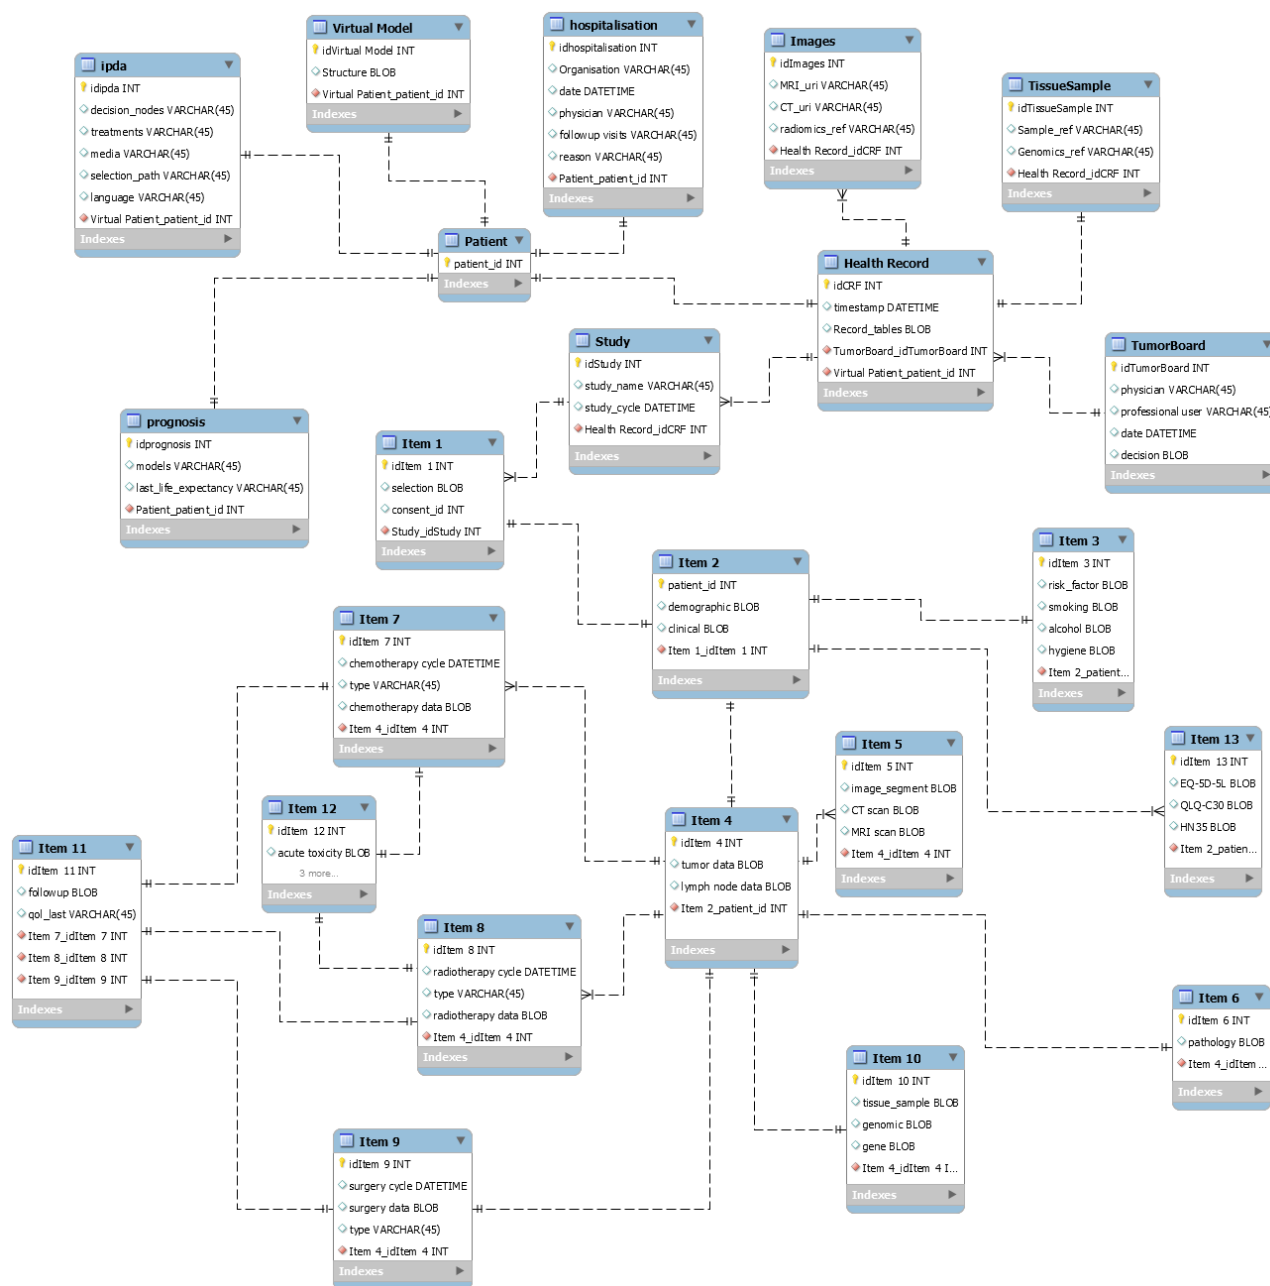 Virtual Model
idVirtual Model INT
Structure BLOB
Virtual Patient_patient_id INT
Indexes
hospitalisation
idhospitalisation INT
Organisation VARCHAR(45)
date DATETIME
physician VARCHAR(45)
followup visits VARCHAR(45)
reason VARCHAR(45)
Patient_patient_id INT
Indexes
Images
idImages INT
MRI_uri VARCHAR(45)
CT_uri VARCHAR(45)
radiomics_ref VARCHAR(45)
Health Record_idCRF INT
Indexes
ipda
idipda INT
decision_nodes VARCHAR(45)
treatments VARCHAR(45)
media VARCHAR(45)
selection_path VARCHAR(45)
language VARCHAR(45)
Virtual Patient_patient_id INT
Indexes
TissueSample
idTissueSample INT
Sample_ref VARCHAR(45)
Genomics_ref VARCHAR(45)
Health Record_idCRF INT
Indexes
Patient
patient_id INT
Indexes
Health Record
idCRF INT
timestamp DATETIME
Record_tables BLOB
TumorBoard_idTumorBoard INT
Virtual Patient_patient_id INT
Indexes
Study
idStudy INT
study_name VARCHAR(45)
study_cycle DATETIME
Health Record_idCRF INT
Indexes
TumorBoard
idTumorBoard INT
physician VARCHAR(45)
professional user VARCHAR(45)
date DATETIME
decision BLOB
Indexes
prognosis
idprognosis INT
models VARCHAR(45)
last_life_expectancy VARCHAR(45)
Patient_patient_id INT
Indexes
Item 1
idItem 1 INT
selection BLOB
consent_id INT
Study_idStudy INT
Indexes
Item 2
patient_id INT
demographic BLOB
clinical BLOB
Item 1_idItem 1 INT
Indexes
Item 3
idItem 3 INT
risk_factor BLOB
smoking BLOB
alcohol BLOB
hygiene BLOB
Item 2_patient...
Indexes
Item 7
idItem 7 INT
chemotherapy cycle DATETIME
type VARCHAR(45)
chemotherapy data BLOB
Item 4_idItem 4 INT
Indexes
Item 13
idItem 13 INT
EQ-5D-5L BLOB
QLQ-C30 BLOB
HN35 BLOB
Item 2_patien...
Indexes
Item 5
idItem 5 INT
image_segment BLOB
CT scan BLOB
MRI scan BLOB
Item 4_idItem 4 INT
Indexes
Item 12
idItem 12 INT
acute toxicity BLOB
3 more...
Indexes
Item 4
idItem 4 INT
tumor data BLOB
lymph node data BLOB
Item 2_patient_id INT
Indexes
Item 11
idItem 11 INT
followup BLOB
qol_last VARCHAR(45)
Item 7_idItem 7 INT
Item 8_idItem 8 INT
Item 9_idItem 9 INT
Indexes
Item 8
idItem 8 INT
radiotherapy cycle DATETIME
type VARCHAR(45)
radiotherapy data BLOB
Item 4_idItem 4 INT
Indexes
Item 6
idItem 6 INT
pathology BLOB
Item 4_idItem ...
Indexes
Item 10
idItem 10 INT
tissue_sample BLOB
genomic BLOB
gene BLOB
Item 4_idItem 4 I...
Indexes
Item 9
idItem 9 INT
surgery cycle DATETIME
surgery data BLOB
type VARCHAR(45)
Item 4_idItem 4 INT
Indexes